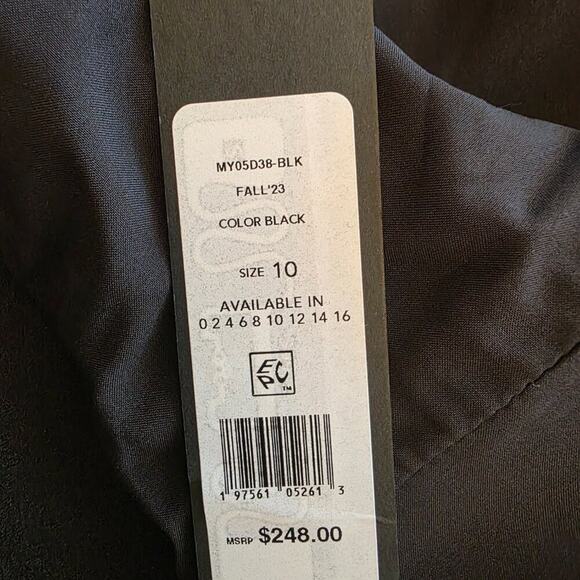 MY05D38-BLK
FALL'23
COLOR BLACK
SIZE 10
AVAILABLE IN
0 2 4 6 8 10 12 14 16
EPC TM
1 97561 05261 3
MSRP $248.00